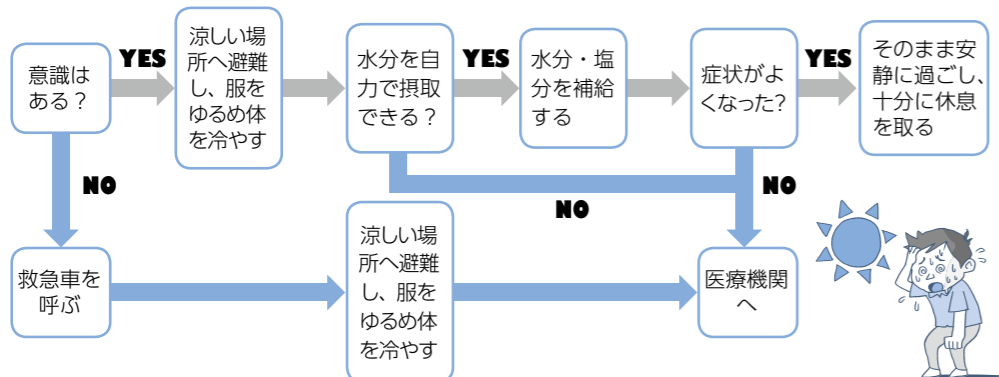 意識は
ある？
YES
涼しい場
所へ避難
し、服を
ゆるめ体
を冷やす
水分を自
力で摂取
できる？
YES
水分・塩
分を補給
する
症状がよ
くなった？
YES
そのまま安
静に過ごし、
十分に休息
を取る
NO
NO
NO
救急車を
呼ぶ
涼しい場
所へ避難
し、服を
ゆるめ体
を冷やす
医療機関
へ